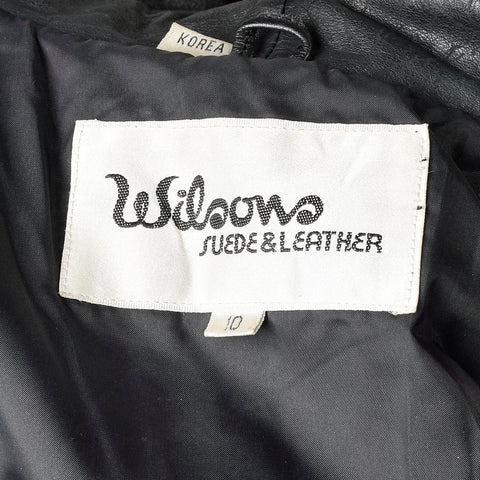 KOREA
Wilsons
SUEDE & LEATHER
10